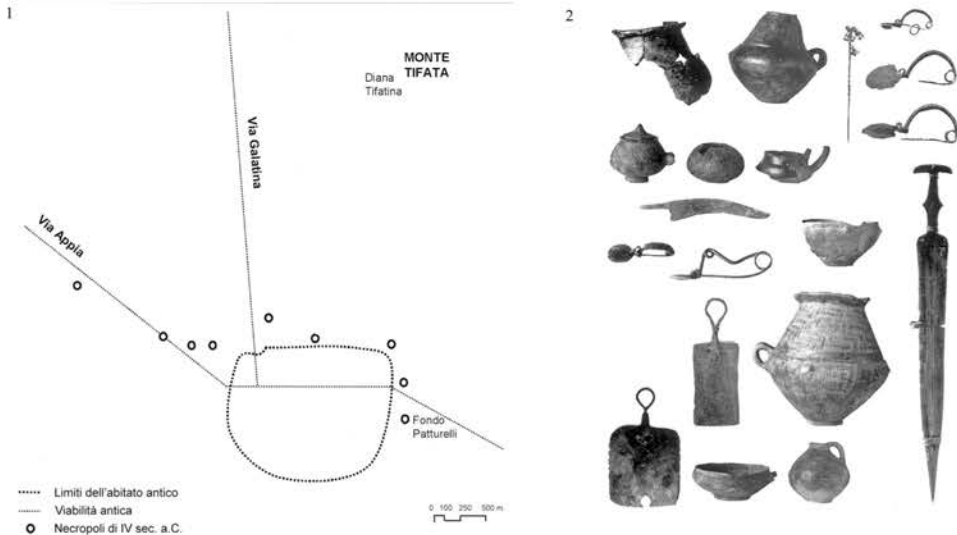 1
2
MONTE
TIFATA
Diana
Tifatina
Via Galatina
Via Appia
Fondo
Patturelli
Limiti dell'abitato antico
Viabilità antica
Necropoli di IV sec. a.C.
0 100 250 500 m.